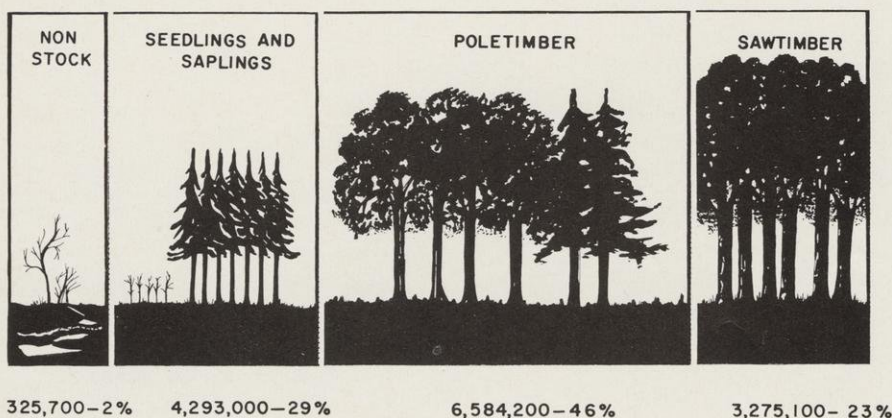 NON
STOCK
SEEDLINGS AND
SAPLINGS
POLETIMBER
SAWTIMBER
325,700–2% 4,293,000–29% 6,584,200–46% 3,275,100– 23%